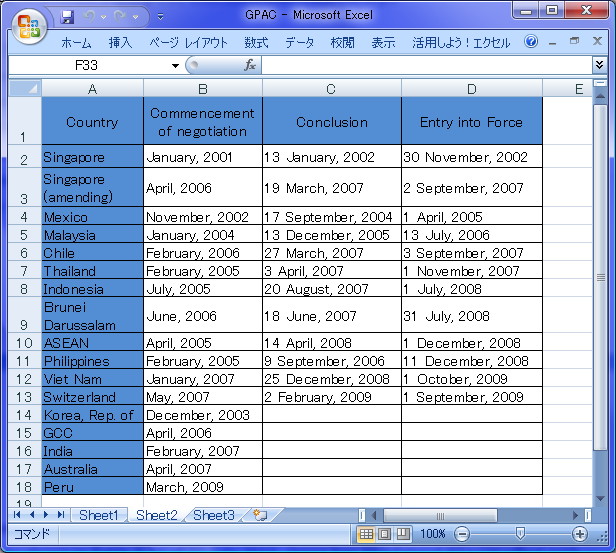 GPAC - Microsoft Excel
ホーム 挿入 ページ レイアウト 数式 データ 校閲 表示 活用しよう！エクセル
F33 fx
A B C D E
1 Country Commencement of negotiation Conclusion Entry into Force
2 Singapore January, 2001 13 January, 2002 30 November, 2002
3 Singapore (amending) April, 2006 19 March, 2007 2 September, 2007
4 Mexico November, 2002 17 September, 2004 1 April, 2005
5 Malaysia January, 2004 13 December, 2005 13 July, 2006
6 Chile February, 2006 27 March, 2007 3 September, 2007
7 Thailand February, 2005 3 April, 2007 1 November, 2007
8 Indonesia July, 2005 20 August, 2007 1 July, 2008
9 Brunei Darussalam June, 2006 18 June, 2007 31 July, 2008
10 ASEAN April, 2005 14 April, 2008 1 December, 2008
11 Philippines February, 2005 9 September, 2006 11 December, 2008
12 Viet Nam January, 2007 25 December, 2008 1 October, 2009
13 Switzerland May, 2007 2 February, 2009 1 September, 2009
14 Korea, Rep. of December, 2003
15 GCC April, 2006
16 India February, 2007
17 Australia April, 2007
18 Peru March, 2009
19
Sheet1 Sheet2 Sheet3
コマンド 100%